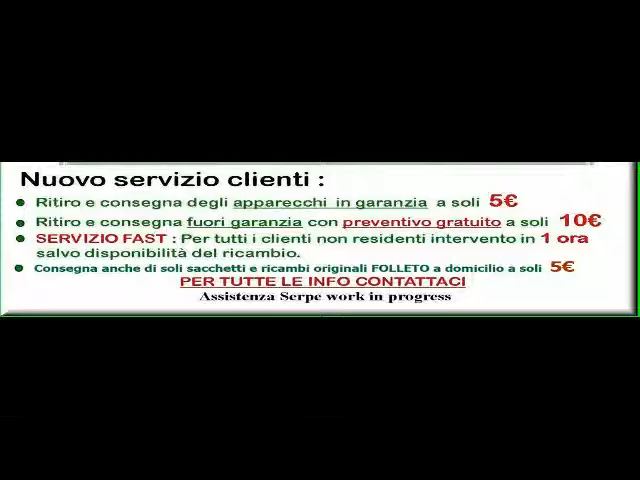 Nuovo servizio clienti :
● Ritiro e consegna degli apparecchi in garanzia a soli 5€
● Ritiro e consegna fuori garanzia con preventivo gratuito a soli 10€
● SERVIZIO FAST : Per tutti i clienti non residenti intervento in 1 ora
salvo disponibilità del ricambio.
● Consegna anche di soli sacchetti e ricambi originali FOLLETO a domicilio a soli 5€
PER TUTTE LE INFO CONTATTACI
Assistenza Serpe work in progress